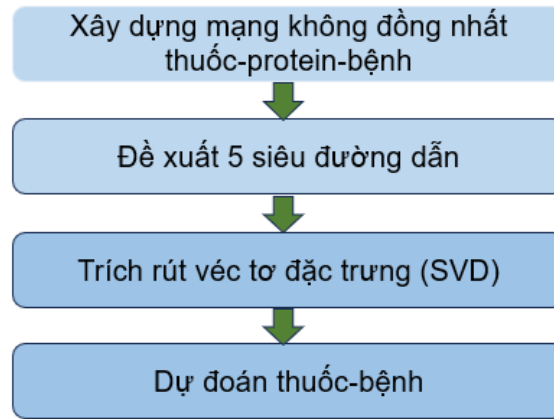 Xây dựng mạng không đồng nhất
thuốc-protein-bệnh
Đề xuất 5 siêu đường dẫn
Trích rút véc tơ đặc trưng (SVD)
Dự đoán thuốc-bệnh